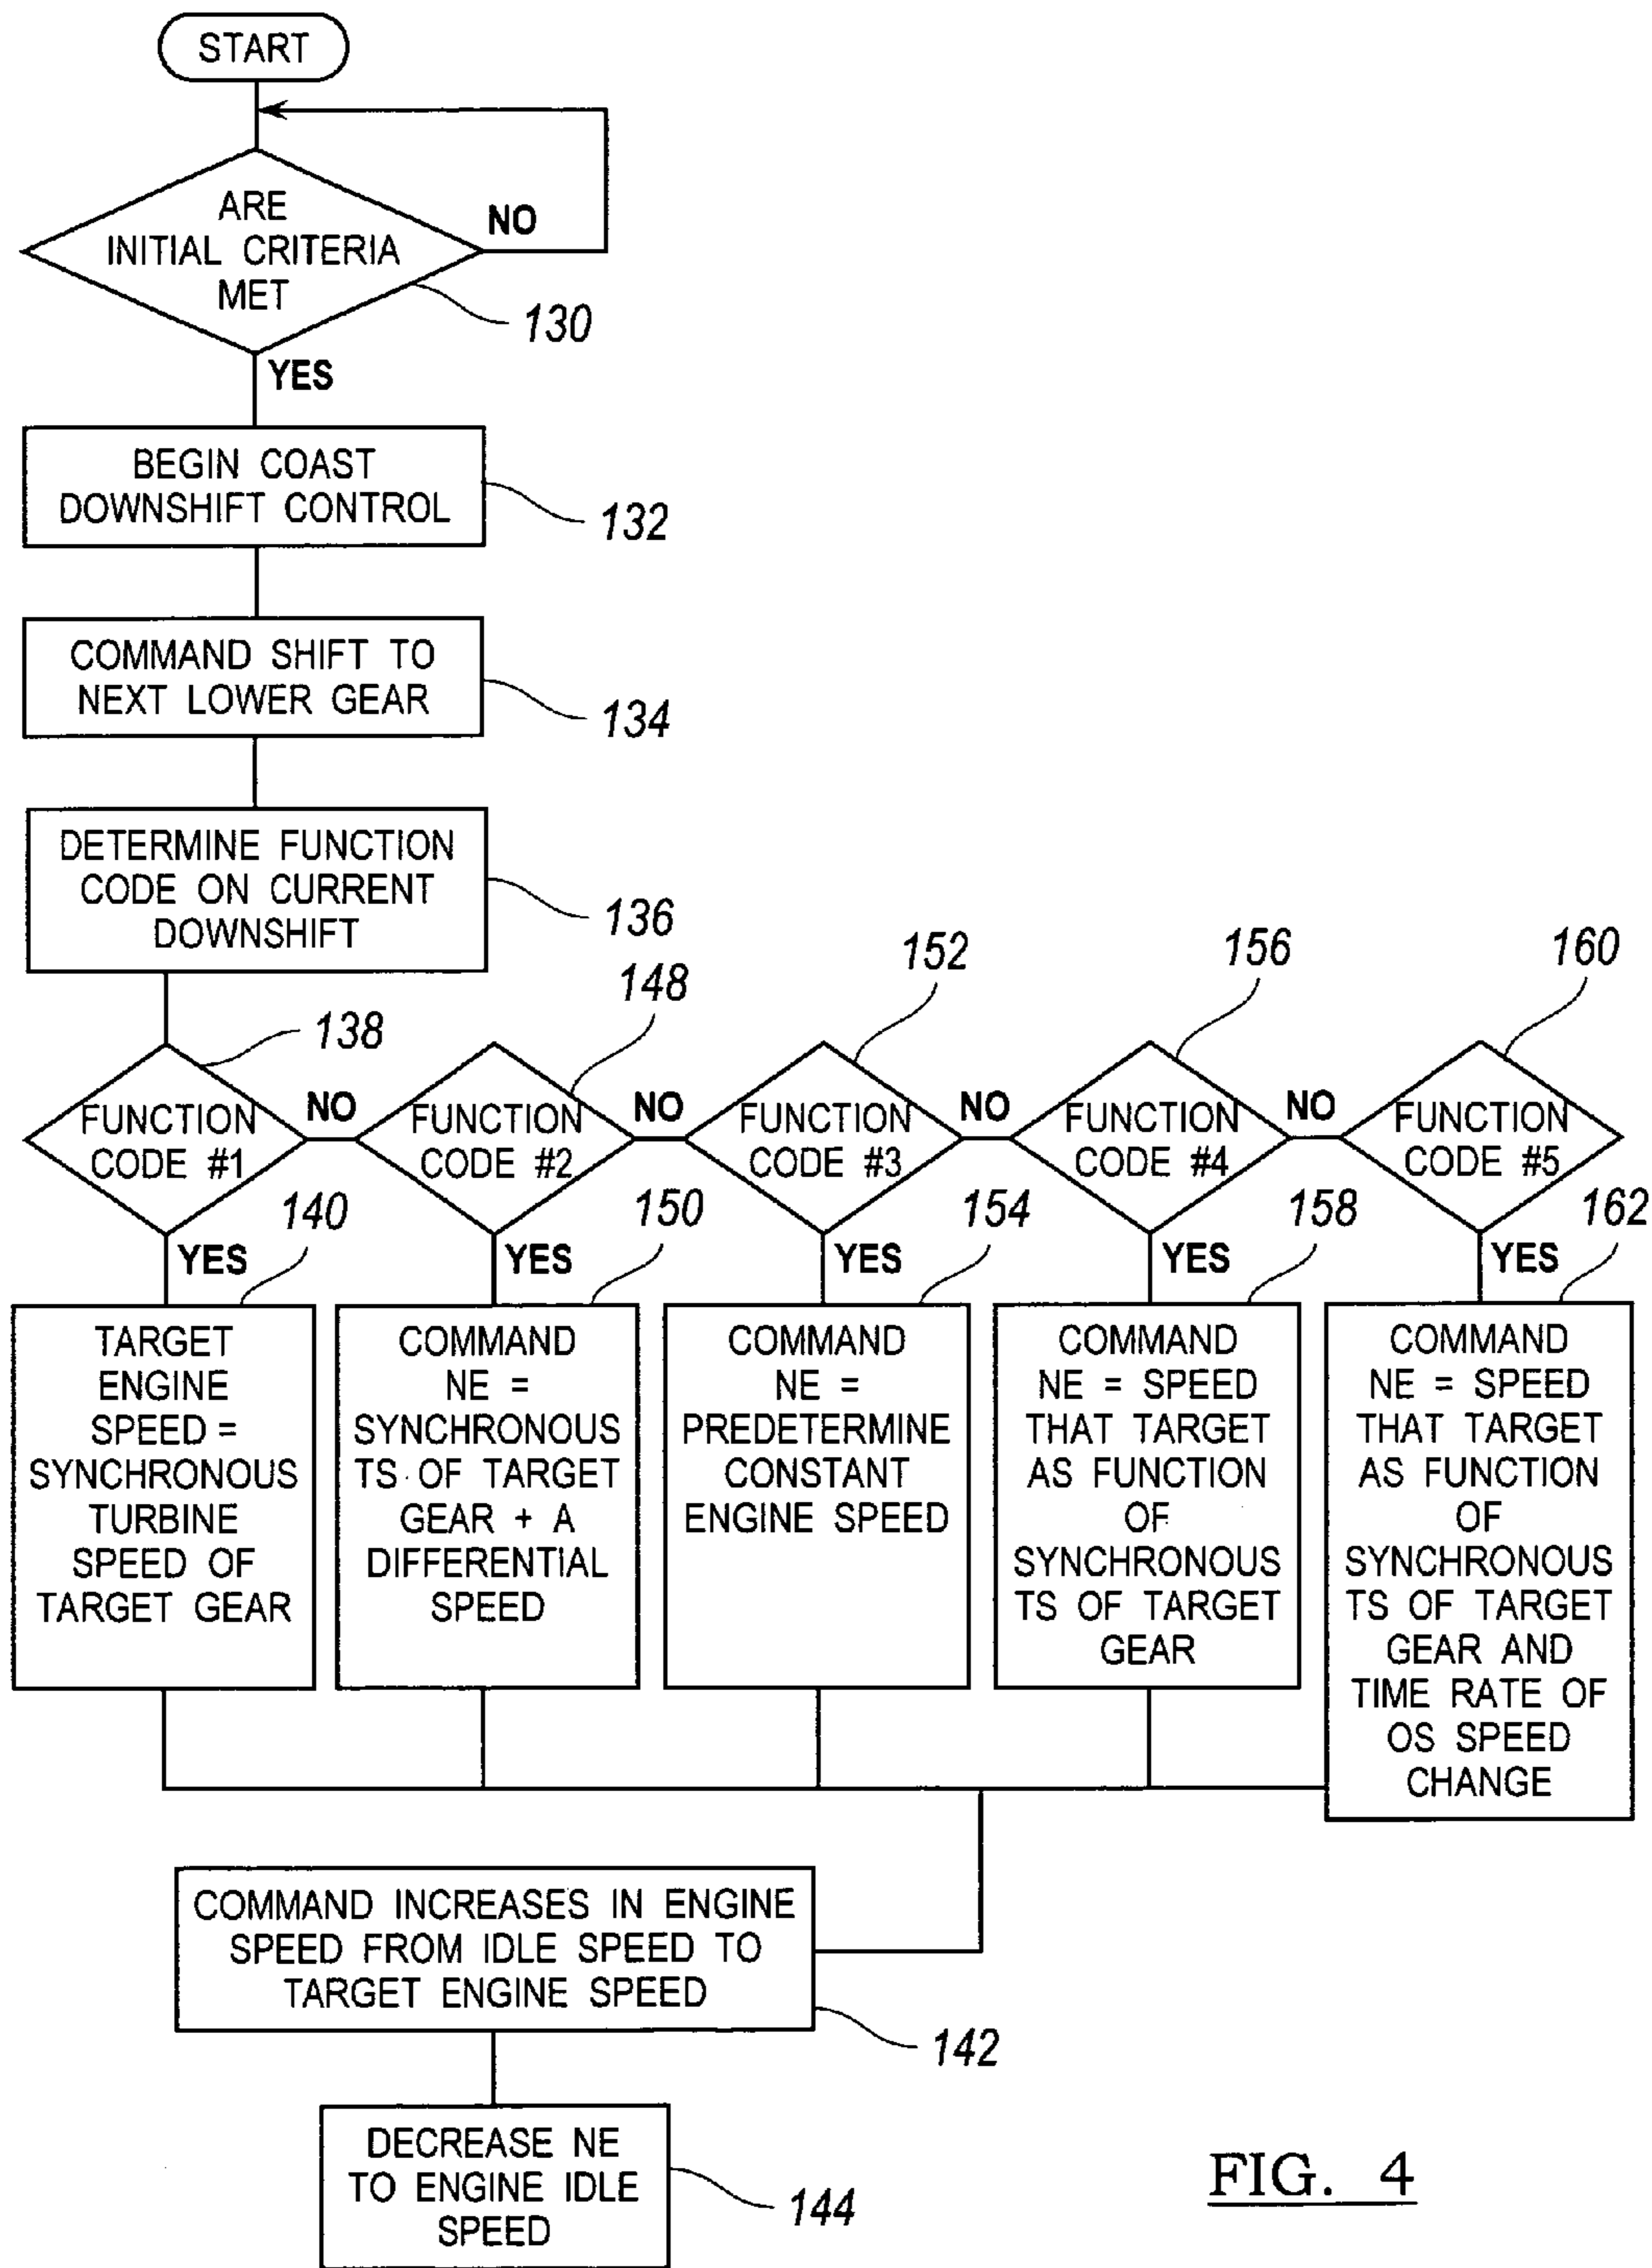 START
ARE
INITIAL CRITERIA
MET
NO
130
YES
BEGIN COAST
DOWNSHIFT CONTROL
132
COMMAND SHIFT TO
NEXT LOWER GEAR
134
DETERMINE FUNCTION
CODE ON CURRENT
DOWNSHIFT
136
138
148
152
156
160
FUNCTION
CODE #1
NO
FUNCTION
CODE #2
NO
FUNCTION
CODE #3
NO
FUNCTION
CODE #4
NO
FUNCTION
CODE #5
YES
140
YES
150
YES
154
YES
158
YES
162
TARGET
ENGINE
SPEED =
SYNCHRONOUS
TURBINE
SPEED OF
TARGET GEAR
COMMAND
NE =
SYNCHRONOUS
TS OF TARGET
GEAR + A
DIFFERENTIAL
SPEED
COMMAND
NE =
PREDETERMINE
CONSTANT
ENGINE SPEED
COMMAND
NE = SPEED
THAT TARGET
AS FUNCTION
OF
SYNCHRONOUS
TS OF TARGET
GEAR
COMMAND
NE = SPEED
THAT TARGET
AS FUNCTION
OF
SYNCHRONOUS
TS OF TARGET
GEAR AND
TIME RATE OF
OS SPEED
CHANGE
COMMAND INCREASES IN ENGINE
SPEED FROM IDLE SPEED TO
TARGET ENGINE SPEED
142
DECREASE NE
TO ENGINE IDLE
SPEED
144
FIG. 4